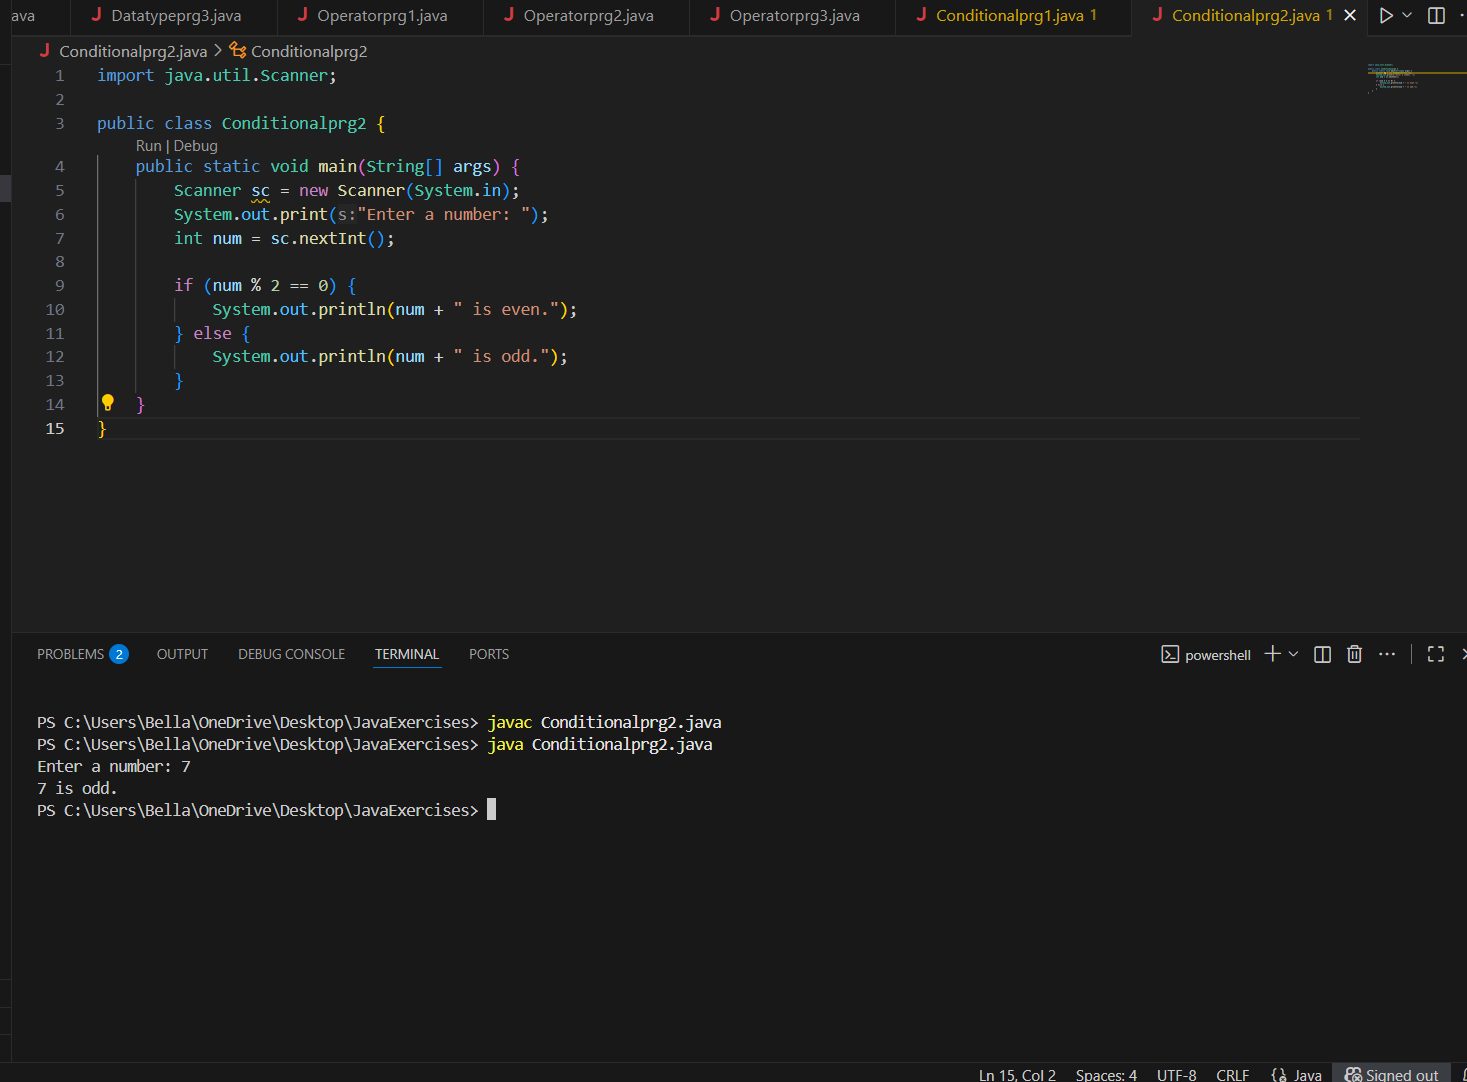 ava
J Datatypeprg3.java
J Operatorprg1.java
J Operatorprg2.java
J Operatorprg3.java
J Conditionalprg1.java 1
J Conditionalprg2.java 1
J Conditionalprg2.java > Conditionalprg2
1 import java.util.Scanner;
2
3 public class Conditionalprg2 {
Run | Debug
4 public static void main(String[] args) {
5 Scanner sc = new Scanner(System.in);
6 System.out.print(s:"Enter a number: ");
7 int num = sc.nextInt();
8
9 if (num % 2 == 0) {
10 System.out.println(num + " is even.");
11 } else {
12 System.out.println(num + " is odd.");
13 }
14 }
15 }
PROBLEMS 2 OUTPUT DEBUG CONSOLE TERMINAL PORTS
powershell
PS C:\Users\Bella\OneDrive\Desktop\JavaExercises> javac Conditionalprg2.java
PS C:\Users\Bella\OneDrive\Desktop\JavaExercises> java Conditionalprg2.java
Enter a number: 7
7 is odd.
PS C:\Users\Bella\OneDrive\Desktop\JavaExercises>
Ln 15, Col 2 Spaces: 4 UTF-8 CRLF {} Java Signed out